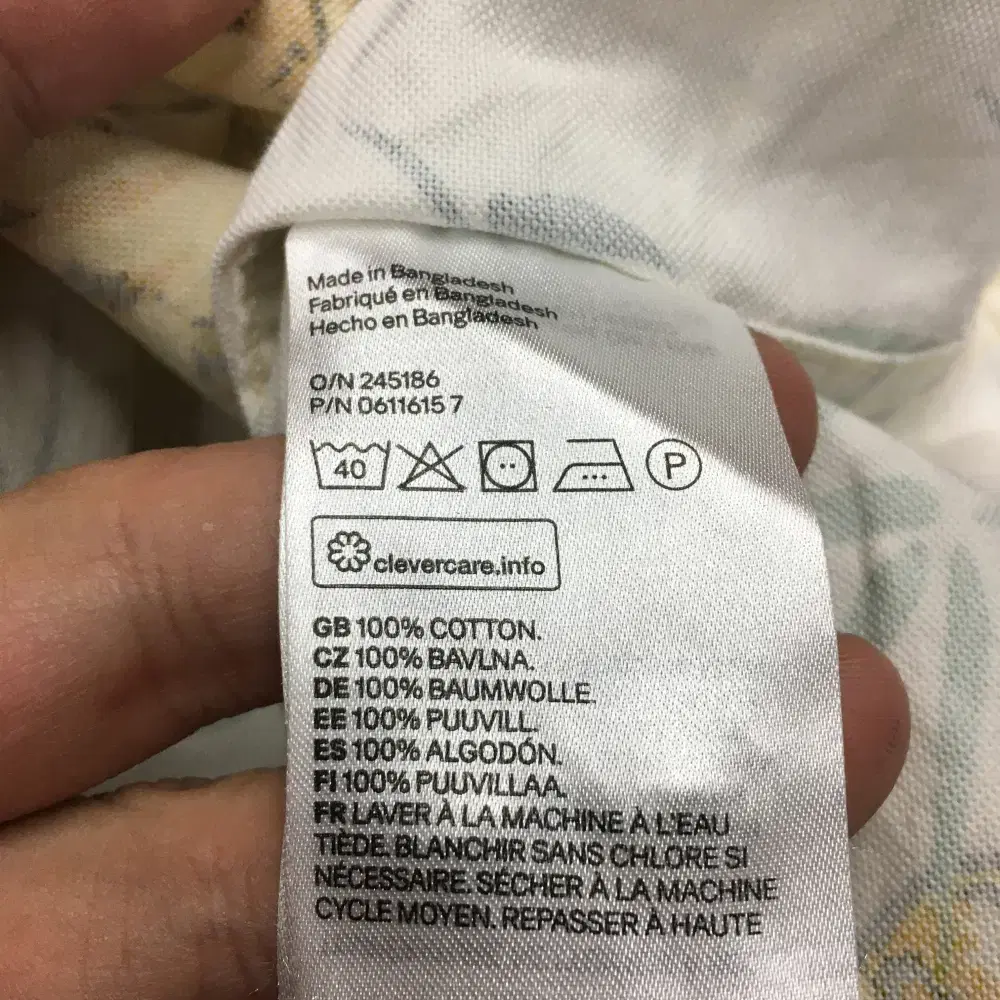 Made in Bangladesh
Fabriqué en Bangladesh
Hecho en Bangladesh
O/N 245186
P/N 0611615 7
40
P
clevercare.info
GB 100% COTTON.
CZ 100% BAVLNA.
DE 100% BAUMWOLLE.
EE 100% PUUVILL.
ES 100% ALGODÓN.
FI 100% PUUVILLAA.
FR LAVER À LA MACHINE À L'EAU
TIÈDE. BLANCHIR SANS CHLORE SI
NÉCESSAIRE. SÉCHER À LA MACHINE
CYCLE MOYEN. REPASSER À HAUTE